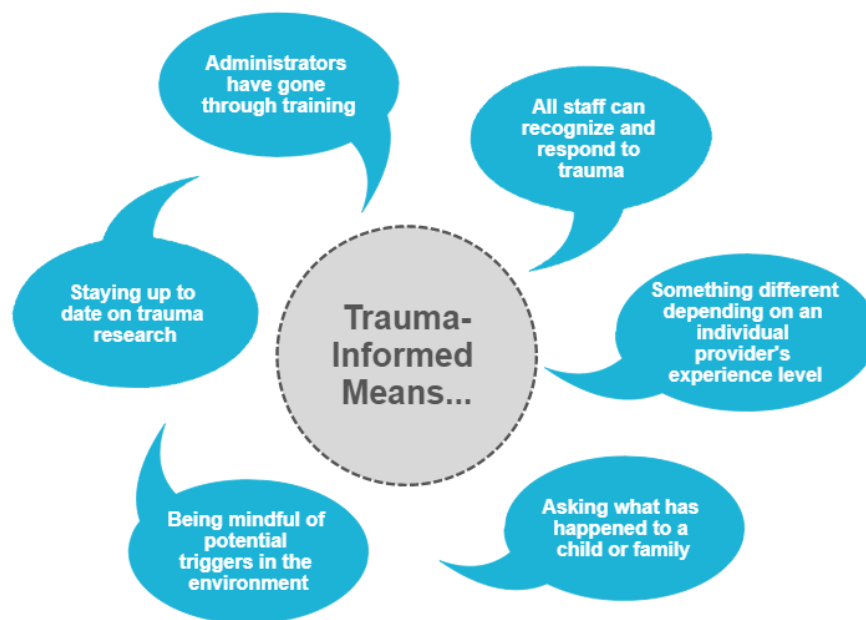 Administrators
have gone
through training
All staff can
recognize and
respond to
trauma
Staying up to
date on trauma
research
Trauma-
Informed
Means...
Something different
depending on an
individual
provider's
experience level
Being mindful of
potential
triggers in the
environment
Asking what has
happened to a
child or family